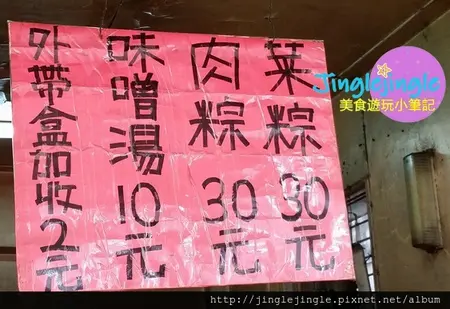 菜粽30元
肉粽30元
味噌湯10元
外帶盒加收2元
Jinglejingle
美食遊玩小筆記
http://jinglejingle.pixnet.net/album